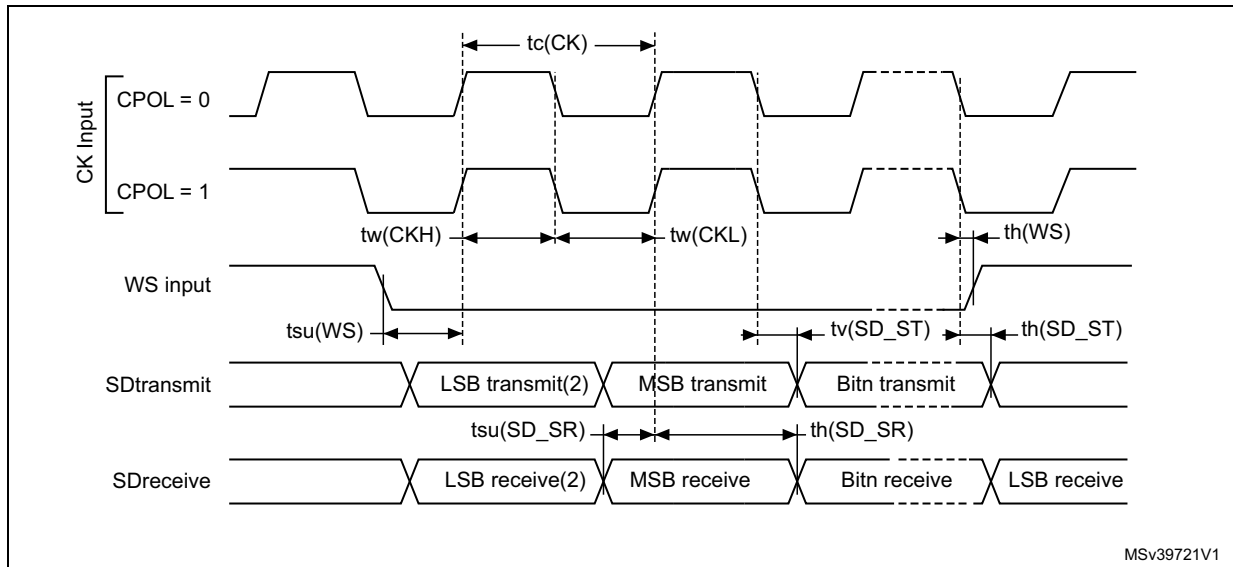 tc(CK)
CK Input
CPOL = 0
CPOL = 1
tw(CKH)
tw(CKL)
th(WS)
WS input
tsu(WS)
tv(SD_ST)
th(SD_ST)
SDtransmit
LSB transmit(2)
MSB transmit
Bitn transmit
tsu(SD_SR)
th(SD_SR)
SDreceive
LSB receive(2)
MSB receive
Bitn receive
LSB receive
MSv39721V1